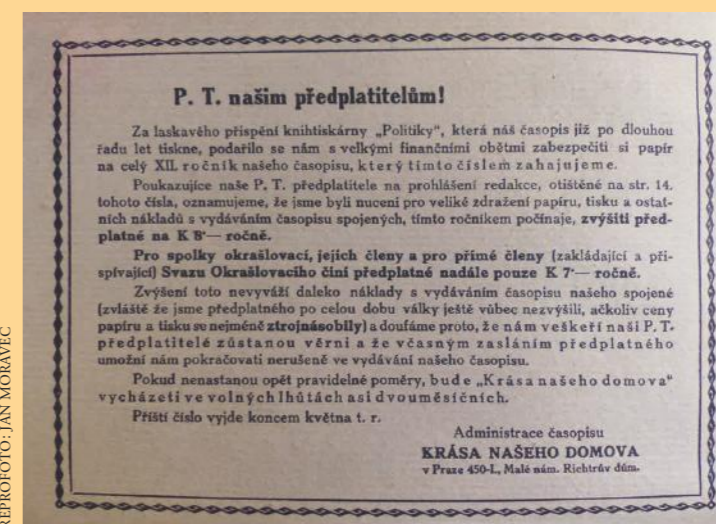 P. T. našim předplatitelům!
Za laskavého přispění knihtiskárny „Politiky“, která náš časopis již po dlouhou
řadu let tiskne, podařilo se nám s velkými finančními obětmi zabezpečiti si papír
na celý XII. ročník našeho časopisu, který tímto číslem zahajujeme.
Poukazujíce naše P. T. předplatitele na prohlášení redakce, otištěné na str. 14.
tohoto čísla, oznamujeme, že jsme byli nuceni pro veliké zdražení papíru, tisku a ostat-
ních nákladů s vydáváním časopisu spojených, tímto ročníkem počínaje, zvýšiti před-
platné na K 8·— ročně.
Pro spolky okrašlovací, jejich členy a pro přímé členy (zakládající a při-
spívající) Svazu Okrašlovacího činí předplatné nadále pouze K 7·— ročně.
Zvýšení toto nevyváží daleko náklady s vydáváním časopisu našeho spojené
(zvláště že jsme předplatného po celou dobu války ještě vůbec nezvýšili, ačkoliv ceny
papíru a tisku se nejméně ztrojnásobily) a doufáme proto, že nám veškeří naši P. T.
předplatitelé zůstanou věrni a že včasným zasláním předplatného
umožní nám pokračovati nerušeně ve vydávání našeho časopisu.
Pokud nenastanou opět pravidelné poměry, bude „Krása našeho domova“
vycházeti ve volných lhůtách asi dvouměsíčních.
Příští číslo vyjde koncem května t. r.
Administrace časopisu
KRÁSA NAŠEHO DOMOVA
v Praze 450-I., Malé nám. Richtrův dům.
REPROFOTO: JAN MORAVEC